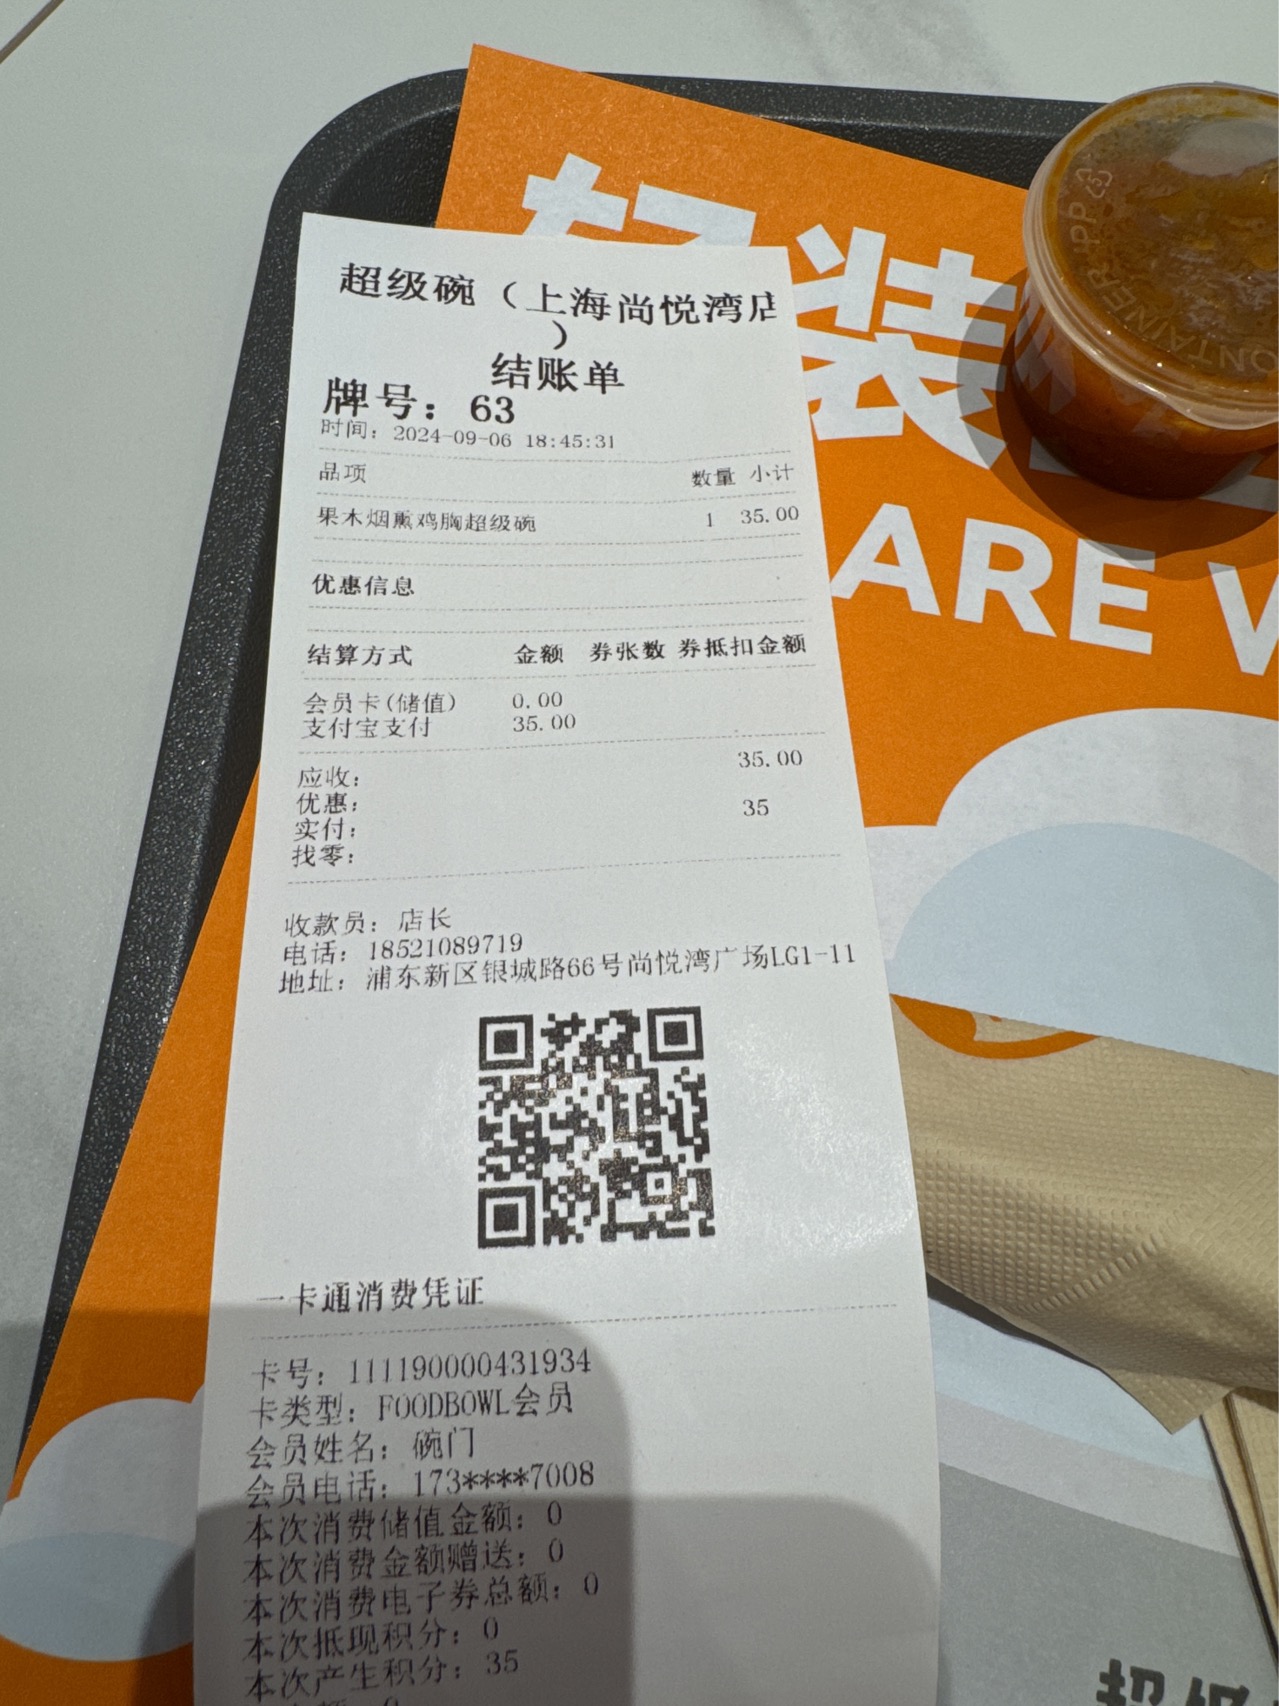 超级碗（上海尚悦湾店
）
结账单
牌号：63
时间：2024-09-06 18:45:31
品项 数量 小计
果木烟熏鸡胸超级碗 1 35.00
优惠信息
结算方式 金额 券张数 券抵扣金额
会员卡(储值) 0.00
支付宝支付 35.00
应收： 35.00
优惠：
实付： 35
找零：
收款员：店长
电话：18521089719
地址：浦东新区银城路66号尚悦湾广场LG1-11
一卡通消费凭证
卡号：111190000431934
卡类型：FOODBOWL会员
会员姓名：碗门
会员电话：173****7008
本次消费储值金额：0
本次消费金额赠送：0
本次消费电子券总额：0
本次抵现积分：0
本次产生积分：35
装
ARE
PP
超级